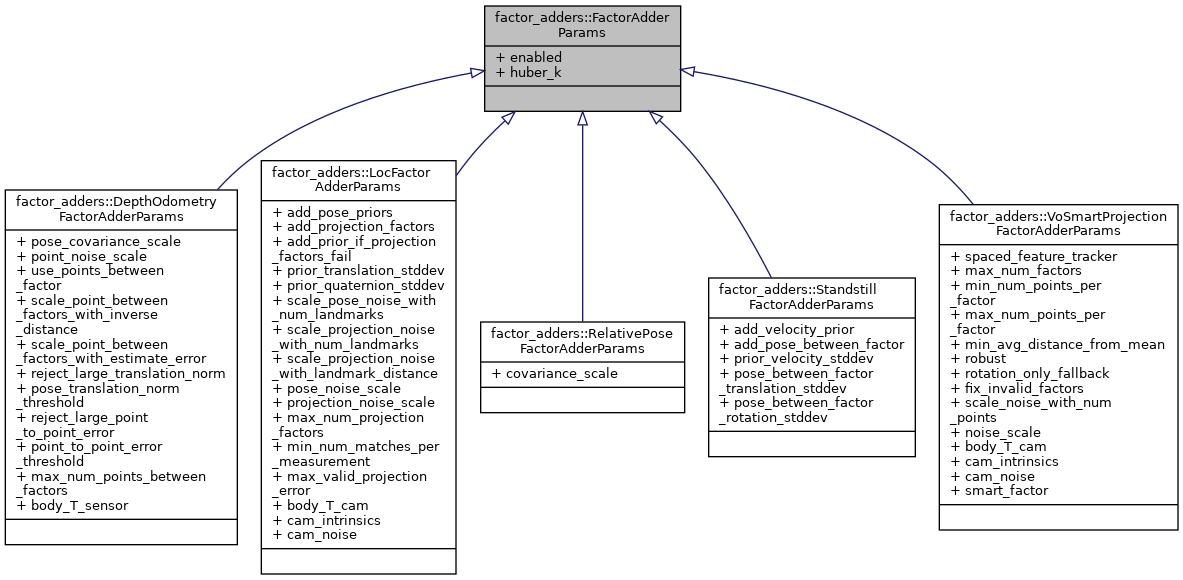 factor_adders::FactorAdder
Params
+ enabled
+ huber_k
factor_adders::DepthOdometry
FactorAdderParams
+ pose_covariance_scale
+ point_noise_scale
+ use_points_between
_factor
+ scale_point_between
_factors_with_inverse
_distance
+ scale_point_between
_factors_with_estimate_error
+ reject_large_translation_norm
+ pose_translation_norm
_threshold
+ reject_large_point
_to_point_error
+ point_to_point_error
_threshold
+ max_num_points_between
_factors
+ body_T_sensor
factor_adders::LocFactor
AdderParams
+ add_pose_priors
+ add_projection_factors
+ add_prior_if_projection
_factors_fail
+ prior_translation_stddev
+ prior_quaternion_stddev
+ scale_pose_noise_with
_num_landmarks
+ scale_projection_noise
_with_num_landmarks
+ scale_projection_noise
_with_landmark_distance
+ pose_noise_scale
+ projection_noise_scale
+ max_num_projection
_factors
+ min_num_matches_per
_measurement
+ max_valid_projection
_error
+ body_T_cam
+ cam_intrinsics
+ cam_noise
factor_adders::RelativePose
FactorAdderParams
+ covariance_scale
factor_adders::Standstill
FactorAdderParams
+ add_velocity_prior
+ add_pose_between_factor
+ prior_velocity_stddev
+ pose_between_factor
_translation_stddev
+ pose_between_factor
_rotation_stddev
factor_adders::VoSmartProjection
FactorAdderParams
+ spaced_feature_tracker
+ max_num_factors
+ min_num_points_per
_factor
+ max_num_points_per
_factor
+ min_avg_distance_from_mean
+ robust
+ rotation_only_fallback
+ fix_invalid_factors
+ scale_noise_with_num
_points
+ noise_scale
+ body_T_cam
+ cam_intrinsics
+ cam_noise
+ smart_factor